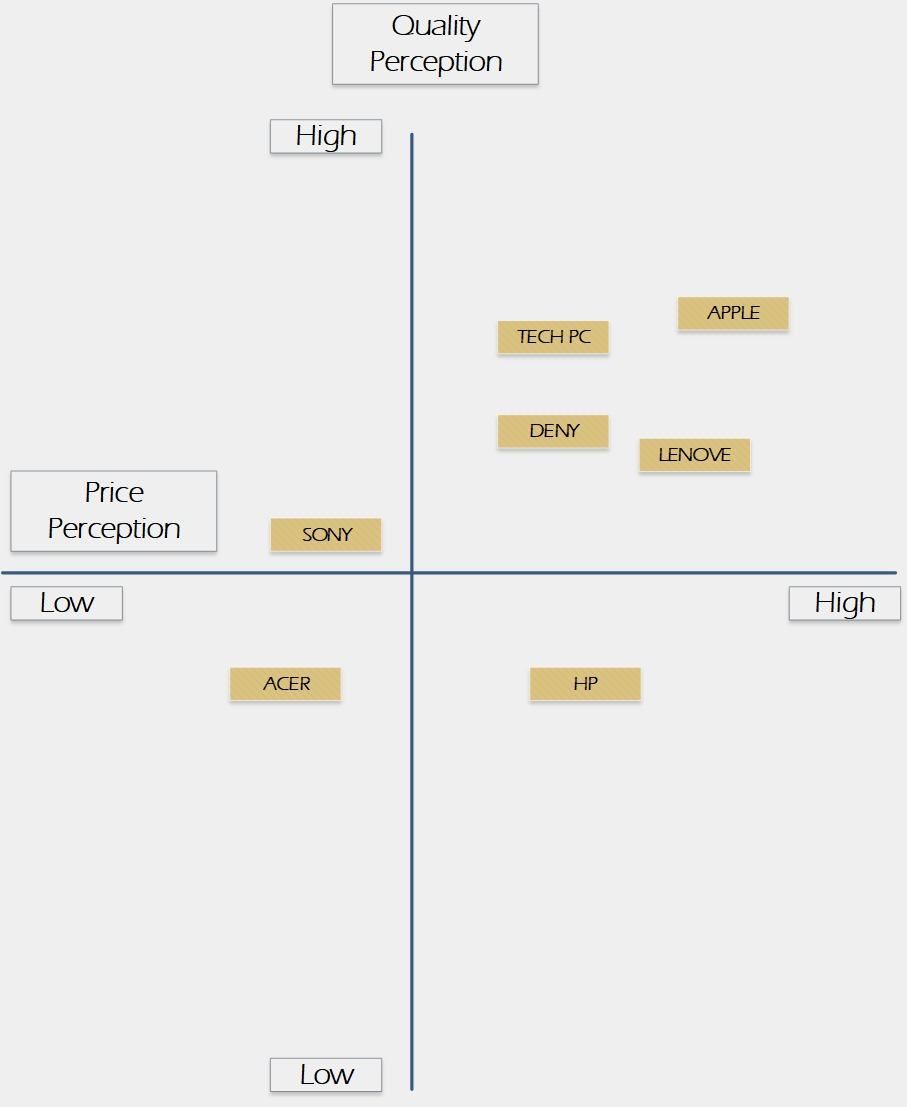 Quality
Perception
High
APPLE
TECH PC
DENY
LENOVE
Price
Perception
SONY
Low
High
ACER
HP
Low